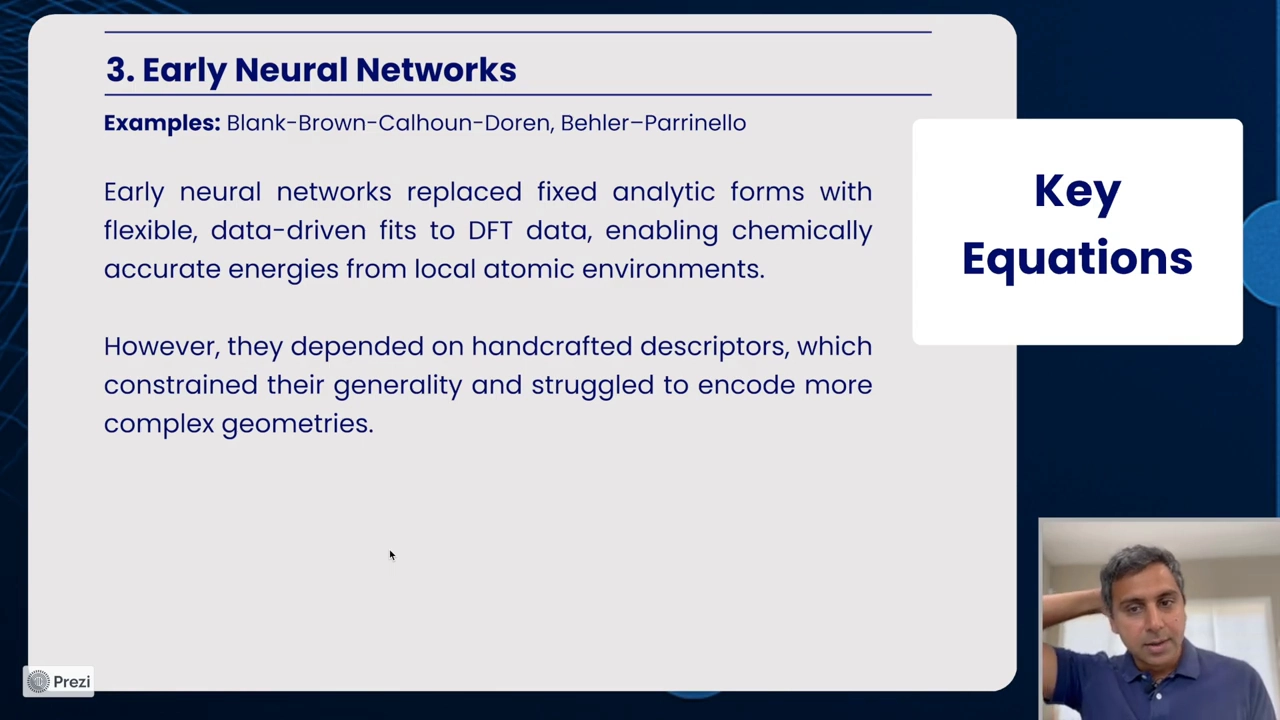 3. Early Neural Networks
Examples: Blank-Brown-Calhoun-Doren, Behler–Parrinello
Early neural networks replaced fixed analytic forms with
flexible, data-driven fits to DFT data, enabling chemically
accurate energies from local atomic environments.
However, they depended on handcrafted descriptors, which
constrained their generality and struggled to encode more
complex geometries.
Key
Equations
Prezi